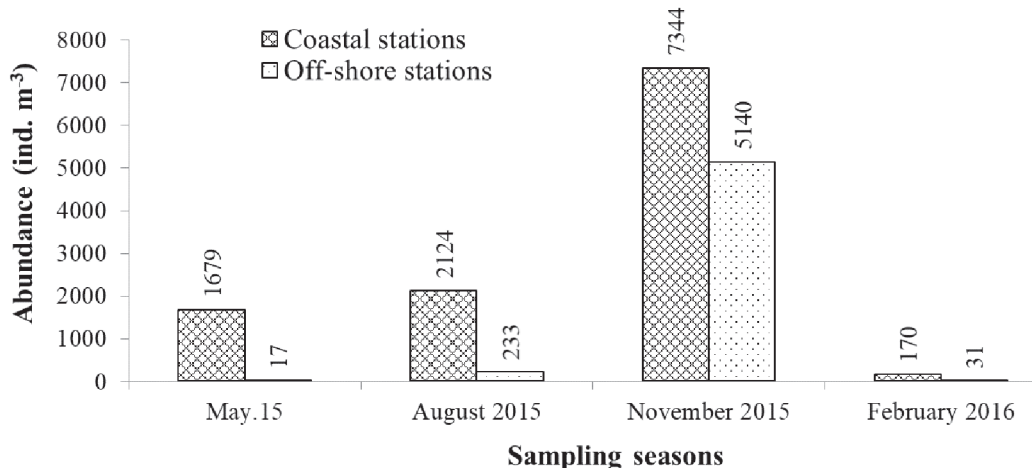 Abundance (ind. m-3)
8000
7000
6000
5000
4000
3000
2000
1000
0
Coastal stations
Off-shore stations
1679
17
2124
233
7344
5140
170
31
May.15
August 2015
November 2015
February 2016
Sampling seasons